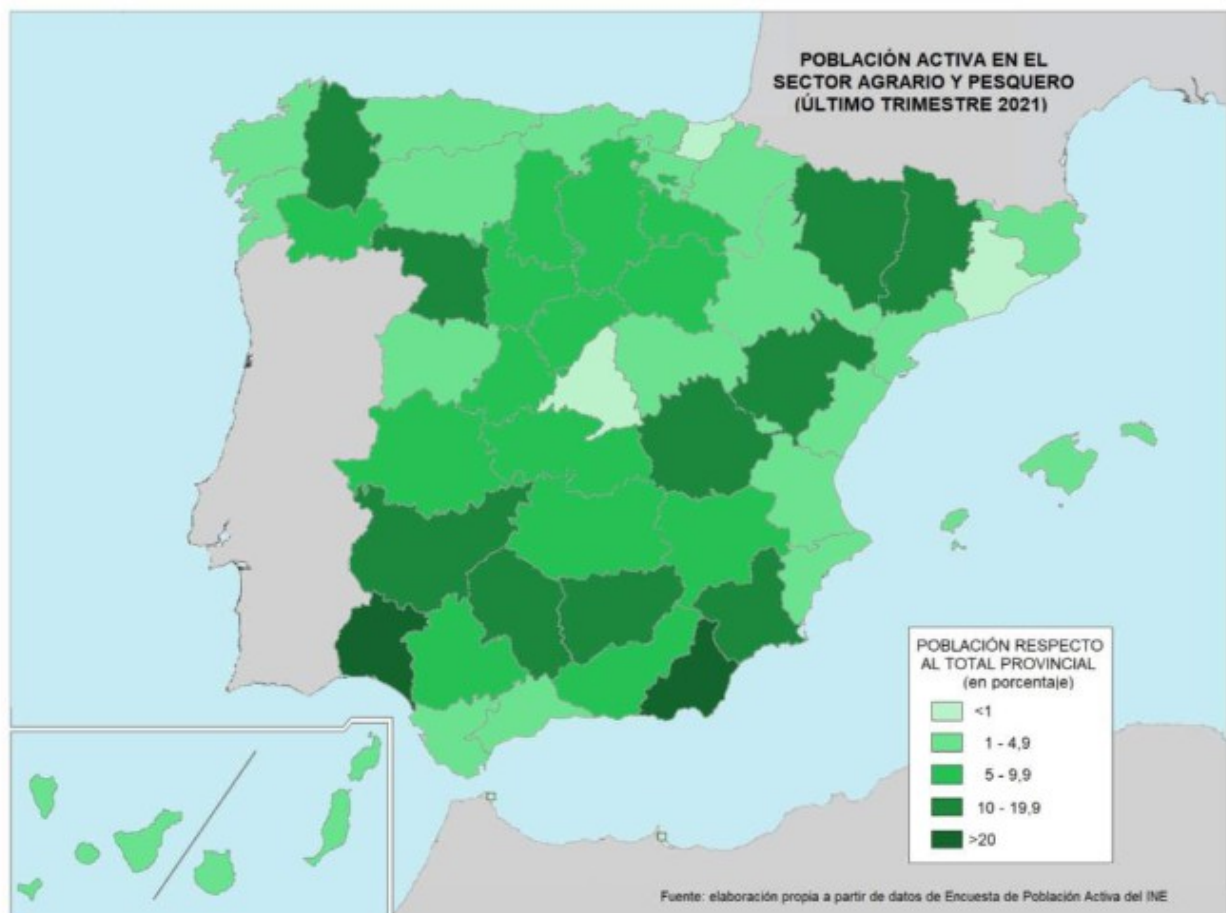 POBLACIÓN ACTIVA EN EL
SECTOR AGRARIO Y PESQUERO
(ÚLTIMO TRIMESTRE 2021)
POBLACIÓN RESPECTO
AL TOTAL PROVINCIAL
(en porcentaje)
<1
1 - 4,9
5 - 9,9
10 - 19,9
>20
Fuente: elaboración propia a partir de datos de Encuesta de Población Activa del INE